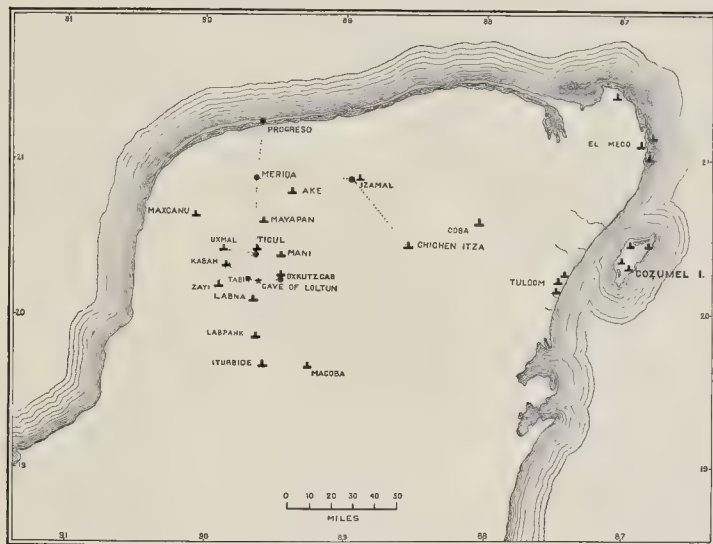 91 90 89 88 87
PROGRESO
21 21
EL MECO
MERIDA
IZAMAL
AKE
MAXCANU
MAYAPAN
COBA
UXMAL TICUL
CHICHEN ITZA
KABAH MANI
COZUMEL I.
OXKUTZCAB
TABI CAVE OF LOLTUN
TULOOM
ZAYI
LABNA
20 20
LABPAHK
ITURBIDE
MACOBA
19 19
0 10 20 30 40 50
MILES
91 90 89 88 87